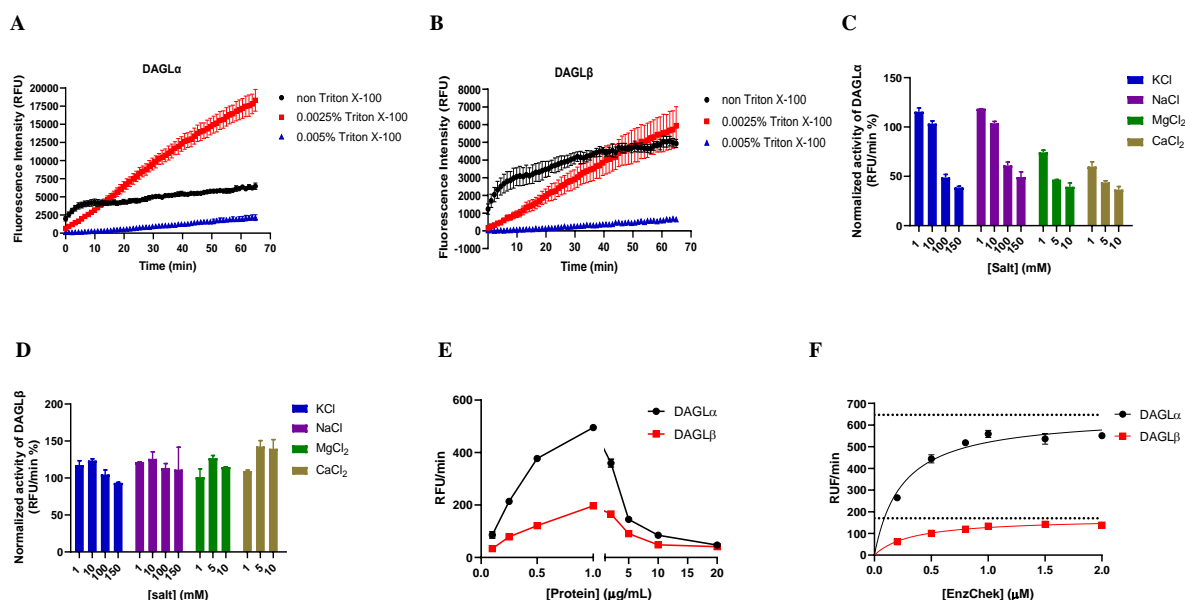 A
DAGLα
Fluorescence Intensity (RFU)
20000
17500
15000
12500
10000
7500
5000
2500
0
0 10 20 30 40 50 60 70
Time (min)
non Triton X-100
0.0025% Triton X-100
0.005% Triton X-100
B
DAGLβ
Fluorescence Intensity (RFU)
8000
7000
6000
5000
4000
3000
2000
1000
0
-1000
0 10 20 30 40 50 60 70
Time (min)
non Triton X-100
0.0025% Triton X-100
0.005% Triton X-100
C
Normalized activity of DAGLα
(RFU/min %)
150
100
50
0
1 10 100 150 1 10 100 150 1 5 10 1 5 10
[Salt] (mM)
KCl
NaCl
MgCl2
CaCl2
D
Normalized activity of DAGLβ
(RFU/min %)
200
150
100
50
0
1 10 100 150 1 10 100 150 1 5 10 1 5 10
[salt] (mM)
KCl
NaCl
MgCl2
CaCl2
E
RFU/min
600
400
200
0
0.0 0.5 1.0 5 10 20
[Protein] (μg/mL)
DAGLα
DAGLβ
F
RUF/min
700
600
500
400
300
200
100
0
0.0 0.5 1.0 1.5 2.0
[EnzChek] (μM)
DAGLα
DAGLβ